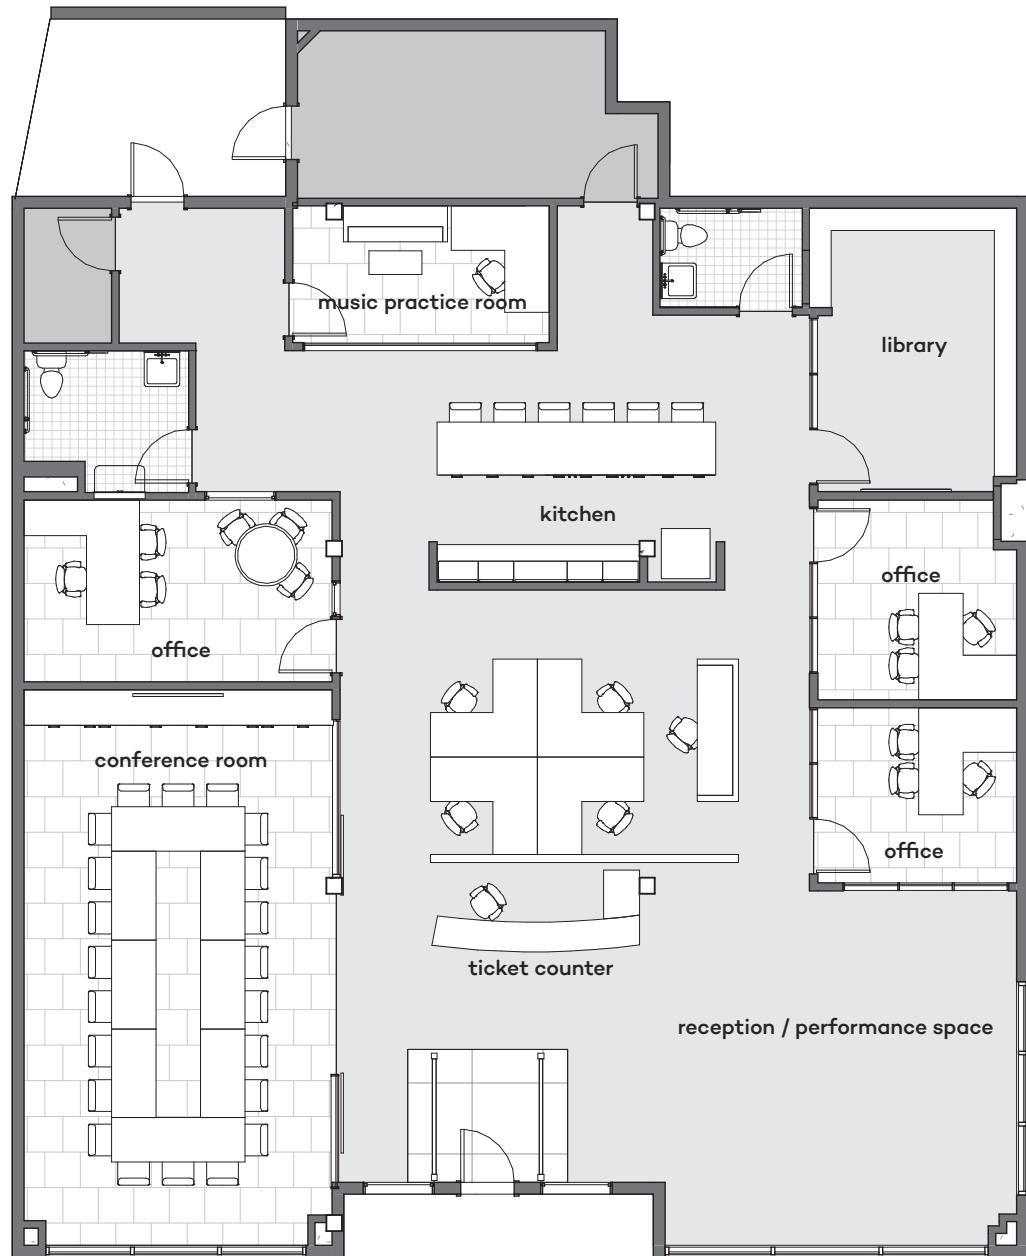 music practice room
library
kitchen
office
office
conference room
office
ticket counter
reception / performance space